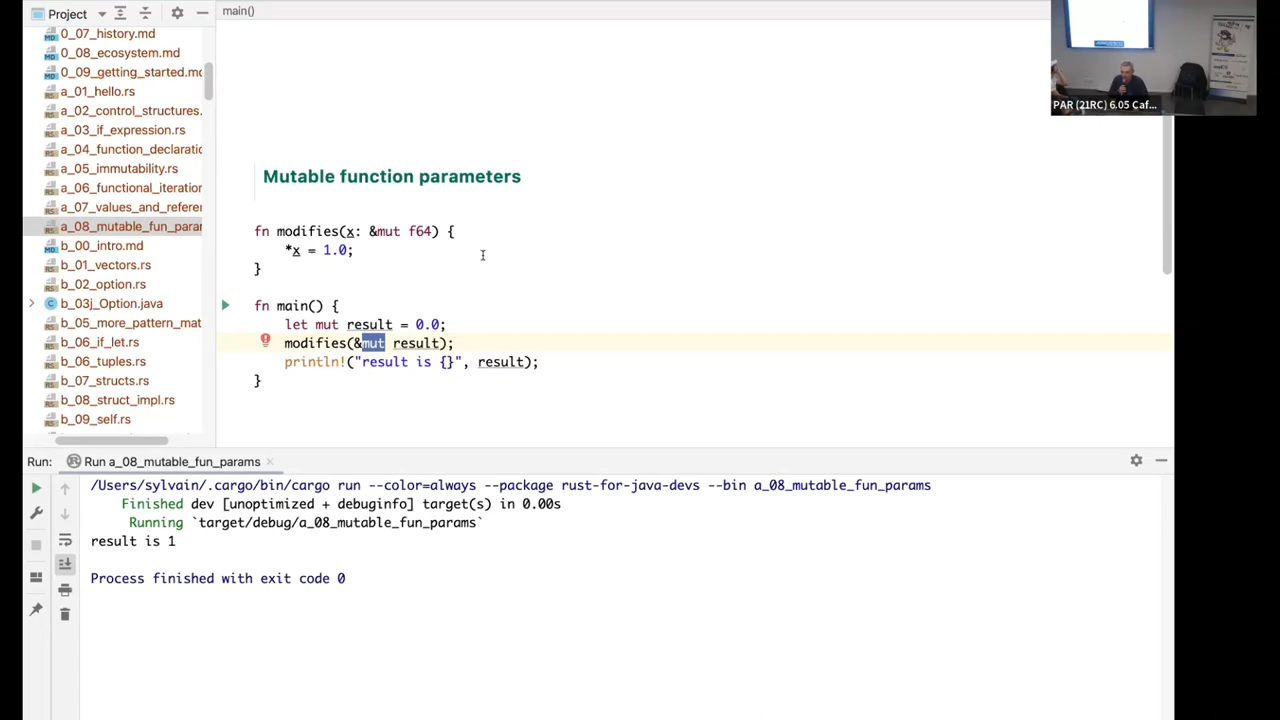 Project
main()
0_07_history.md
0_08_ecosystem.md
0_09_getting_started.md
a_01_hello.rs
a_02_control_structures.
a_03_if_expression.rs
a_04_function_declaratio
a_05_immutability.rs
a_06_functional_iteration
a_07_values_and_referen
a_08_mutable_fun_paran
b_00_intro.md
b_01_vectors.rs
b_02_option.rs
b_03j_Option.java
b_05_more_pattern_mat
b_06_if_let.rs
b_06_tuples.rs
b_07_structs.rs
b_08_struct_impl.rs
b_09_self.rs
Mutable function parameters
fn modifies(x: &mut f64) {
*x = 1.0;
}
fn main() {
let mut result = 0.0;
modifies(&mut result);
println!("result is {}", result);
}
PAR (21RC) 6.05 Caf...
Run: Run a_08_mutable_fun_params
/Users/sylvain/.cargo/bin/cargo run --color=always --package rust-for-java-devs --bin a_08_mutable_fun_params
Finished dev [unoptimized + debuginfo] target(s) in 0.00s
Running `target/debug/a_08_mutable_fun_params`
result is 1
Process finished with exit code 0